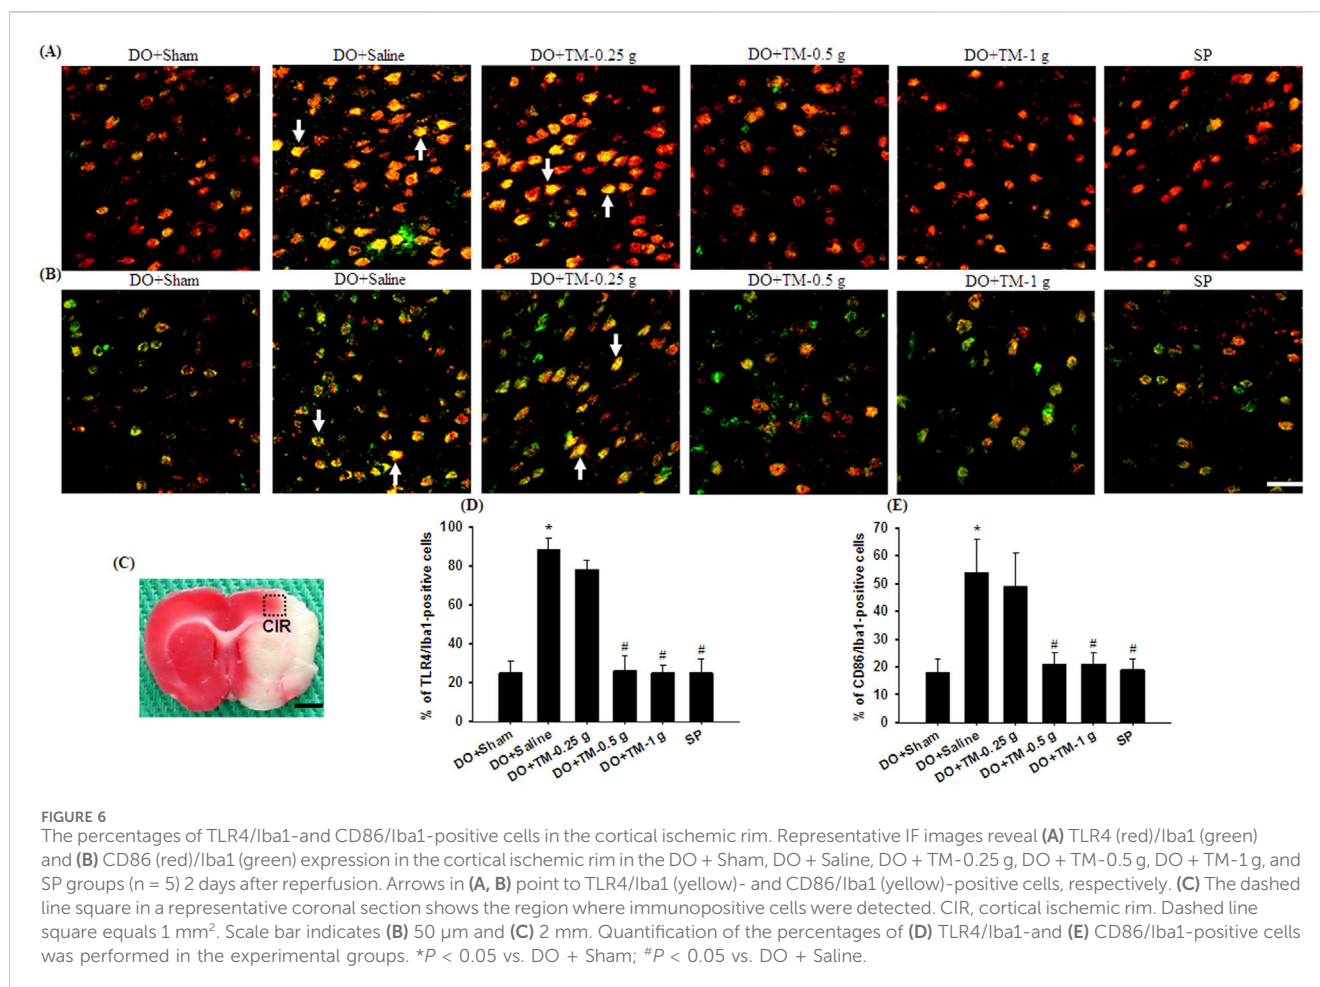 (A)
DO+Sham
DO+Saline
DO+TM-0.25 g
DO+TM-0.5 g
DO+TM-1 g
SP
(B)
DO+Sham
DO+Saline
DO+TM-0.25 g
DO+TM-0.5 g
DO+TM-1 g
SP
(C)
CIR
(D)
% of TLR4/Iba1-positive cells
100
80
60
40
20
0
*
#
#
#
DO+Sham
DO+Saline
DO+TM-0.25 g
DO+TM-0.5 g
DO+TM-1 g
SP
(E)
% of CD86/Iba1-positive cells
70
60
50
40
30
20
10
0
*
#
#
#
DO+Sham
DO+Saline
DO+TM-0.25 g
DO+TM-0.5 g
DO+TM-1 g
SP
FIGURE 6
The percentages of TLR4/Iba1-and CD86/Iba1-positive cells in the cortical ischemic rim. Representative IF images reveal (A) TLR4 (red)/Iba1 (green)
and (B) CD86 (red)/Iba1 (green) expression in the cortical ischemic rim in the DO + Sham, DO + Saline, DO + TM-0.25 g, DO + TM-0.5 g, DO + TM-1 g, and
SP groups (n = 5) 2 days after reperfusion. Arrows in (A, B) point to TLR4/Iba1 (yellow)- and CD86/Iba1 (yellow)-positive cells, respectively. (C) The dashed
line square in a representative coronal section shows the region where immunopositive cells were detected. CIR, cortical ischemic rim. Dashed line
square equals 1 mm². Scale bar indicates (B) 50 µm and (C) 2 mm. Quantification of the percentages of (D) TLR4/Iba1-and (E) CD86/Iba1-positive cells
was performed in the experimental groups. *P < 0.05 vs. DO + Sham; #P < 0.05 vs. DO + Saline.